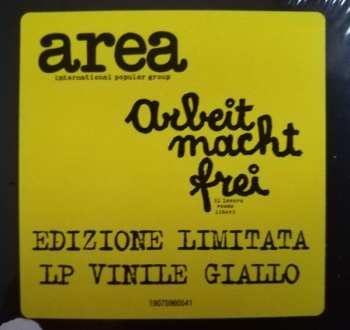 area
international popular group
arbeit
macht
frei
il lavoro
rende
liberi
EDIZIONE LIMITATA
LP VINILE GIALLO
19075960541